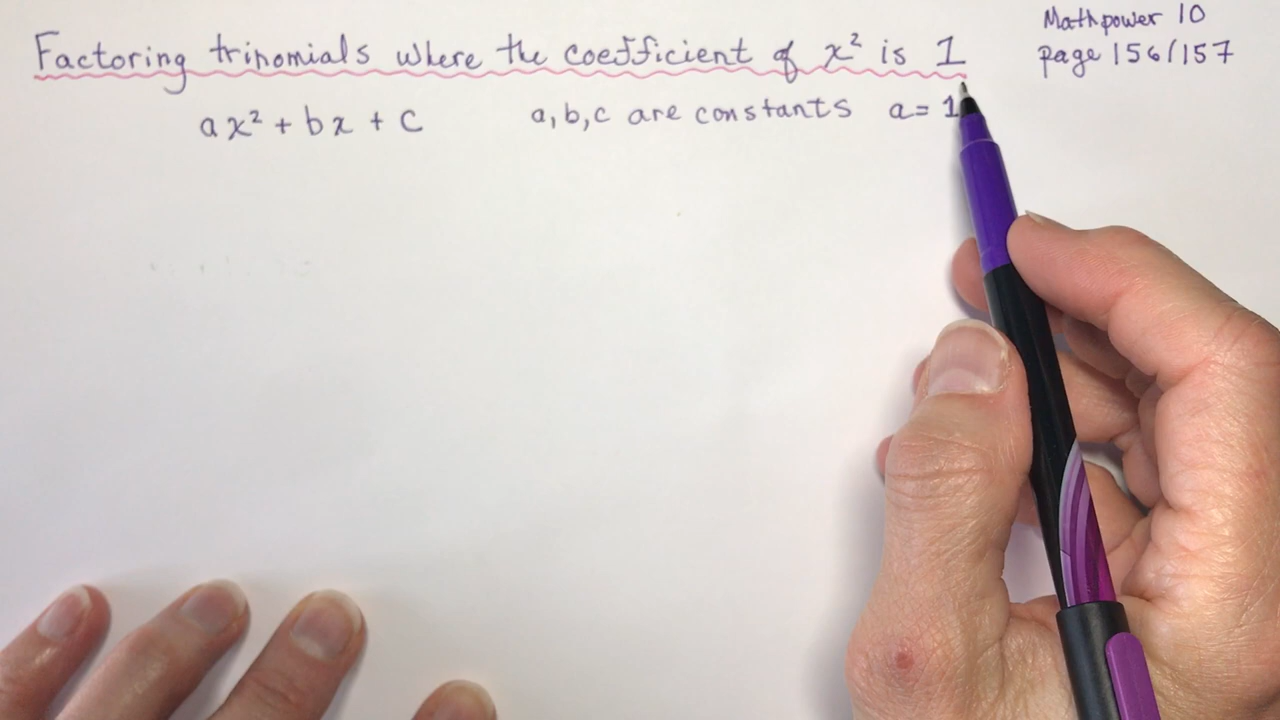 Factoring trinomials where the coefficient of x² is 1
Mathpower 10
page 156/157
ax² + bx + c
a, b, c are constants a = 1